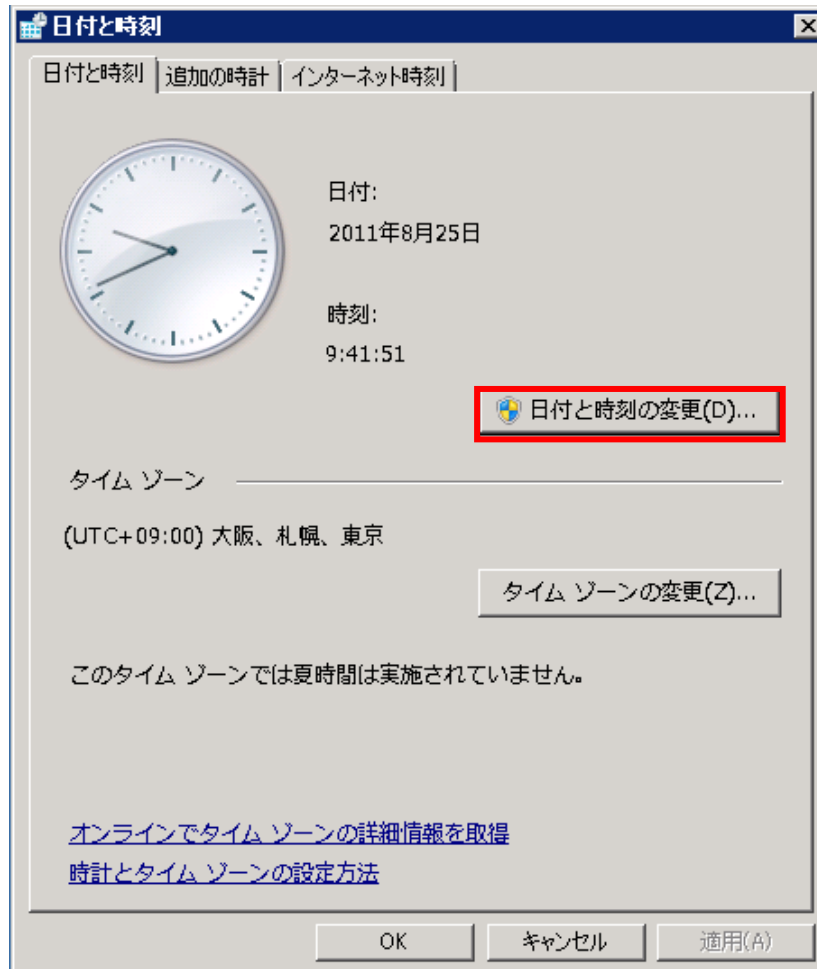 日付と時刻
日付と時刻 追加の時計 インターネット時刻
日付:
2011年8月25日
時刻:
9:41:51
日付と時刻の変更(D)...
タイム ゾーン
(UTC+09:00) 大阪、札幌、東京
タイム ゾーンの変更(Z)...
このタイム ゾーンでは夏時間は実施されていません。
オンラインでタイム ゾーンの詳細情報を取得
時計とタイム ゾーンの設定方法
OK キャンセル 適用(A)